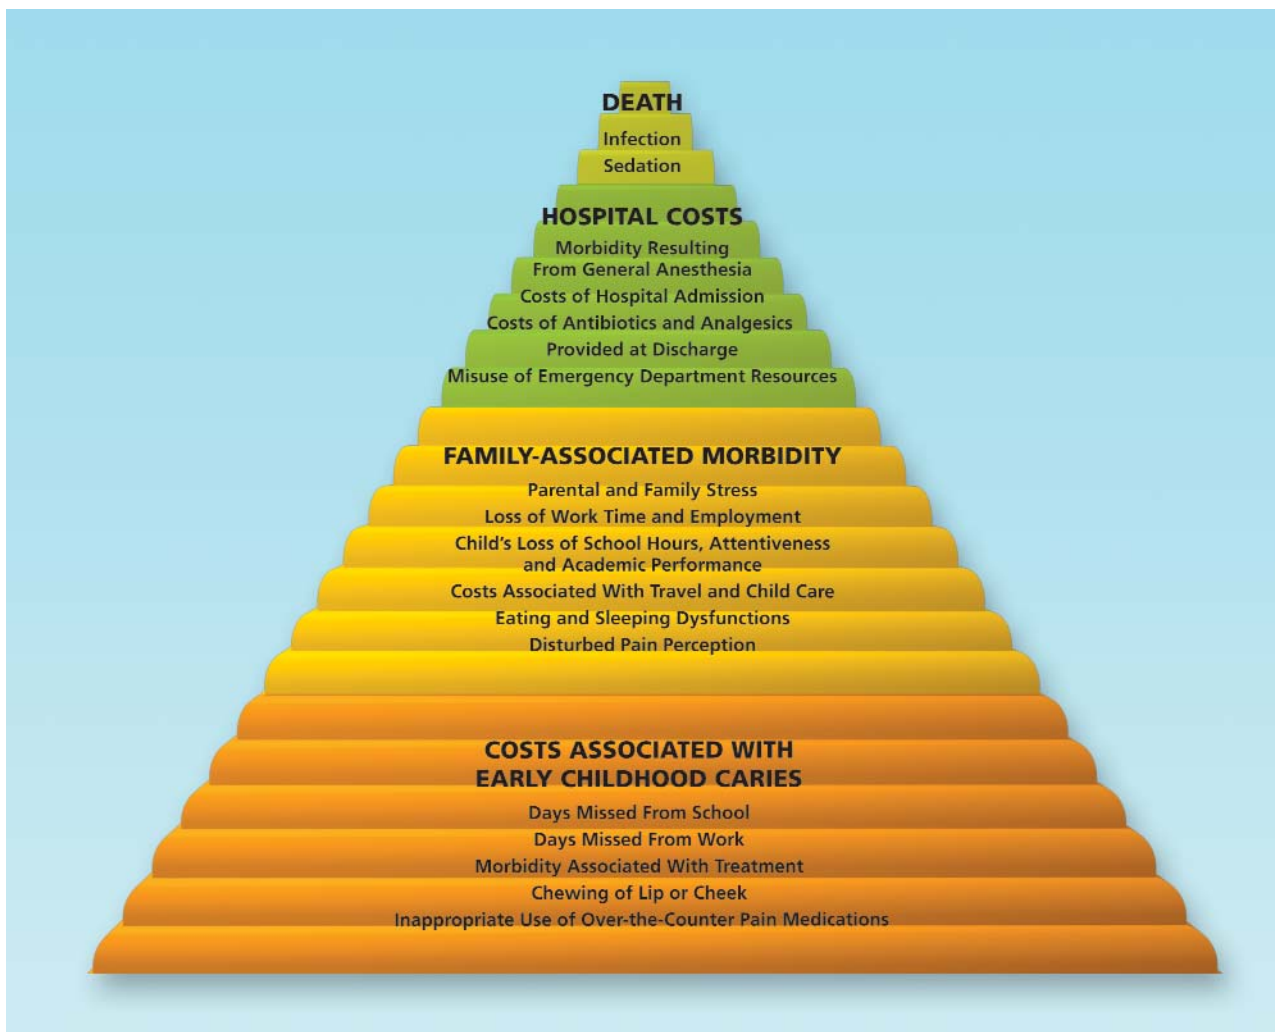 DEATH
Infection
Sedation
HOSPITAL COSTS
Morbidity Resulting
From General Anesthesia
Costs of Hospital Admission
Costs of Antibiotics and Analgesics
Provided at Discharge
Misuse of Emergency Department Resources
FAMILY-ASSOCIATED MORBIDITY
Parental and Family Stress
Loss of Work Time and Employment
Child's Loss of School Hours, Attentiveness
and Academic Performance
Costs Associated With Travel and Child Care
Eating and Sleeping Dysfunctions
Disturbed Pain Perception
COSTS ASSOCIATED WITH
EARLY CHILDHOOD CARIES
Days Missed From School
Days Missed From Work
Morbidity Associated With Treatment
Chewing of Lip or Cheek
Inappropriate Use of Over-the-Counter Pain Medications